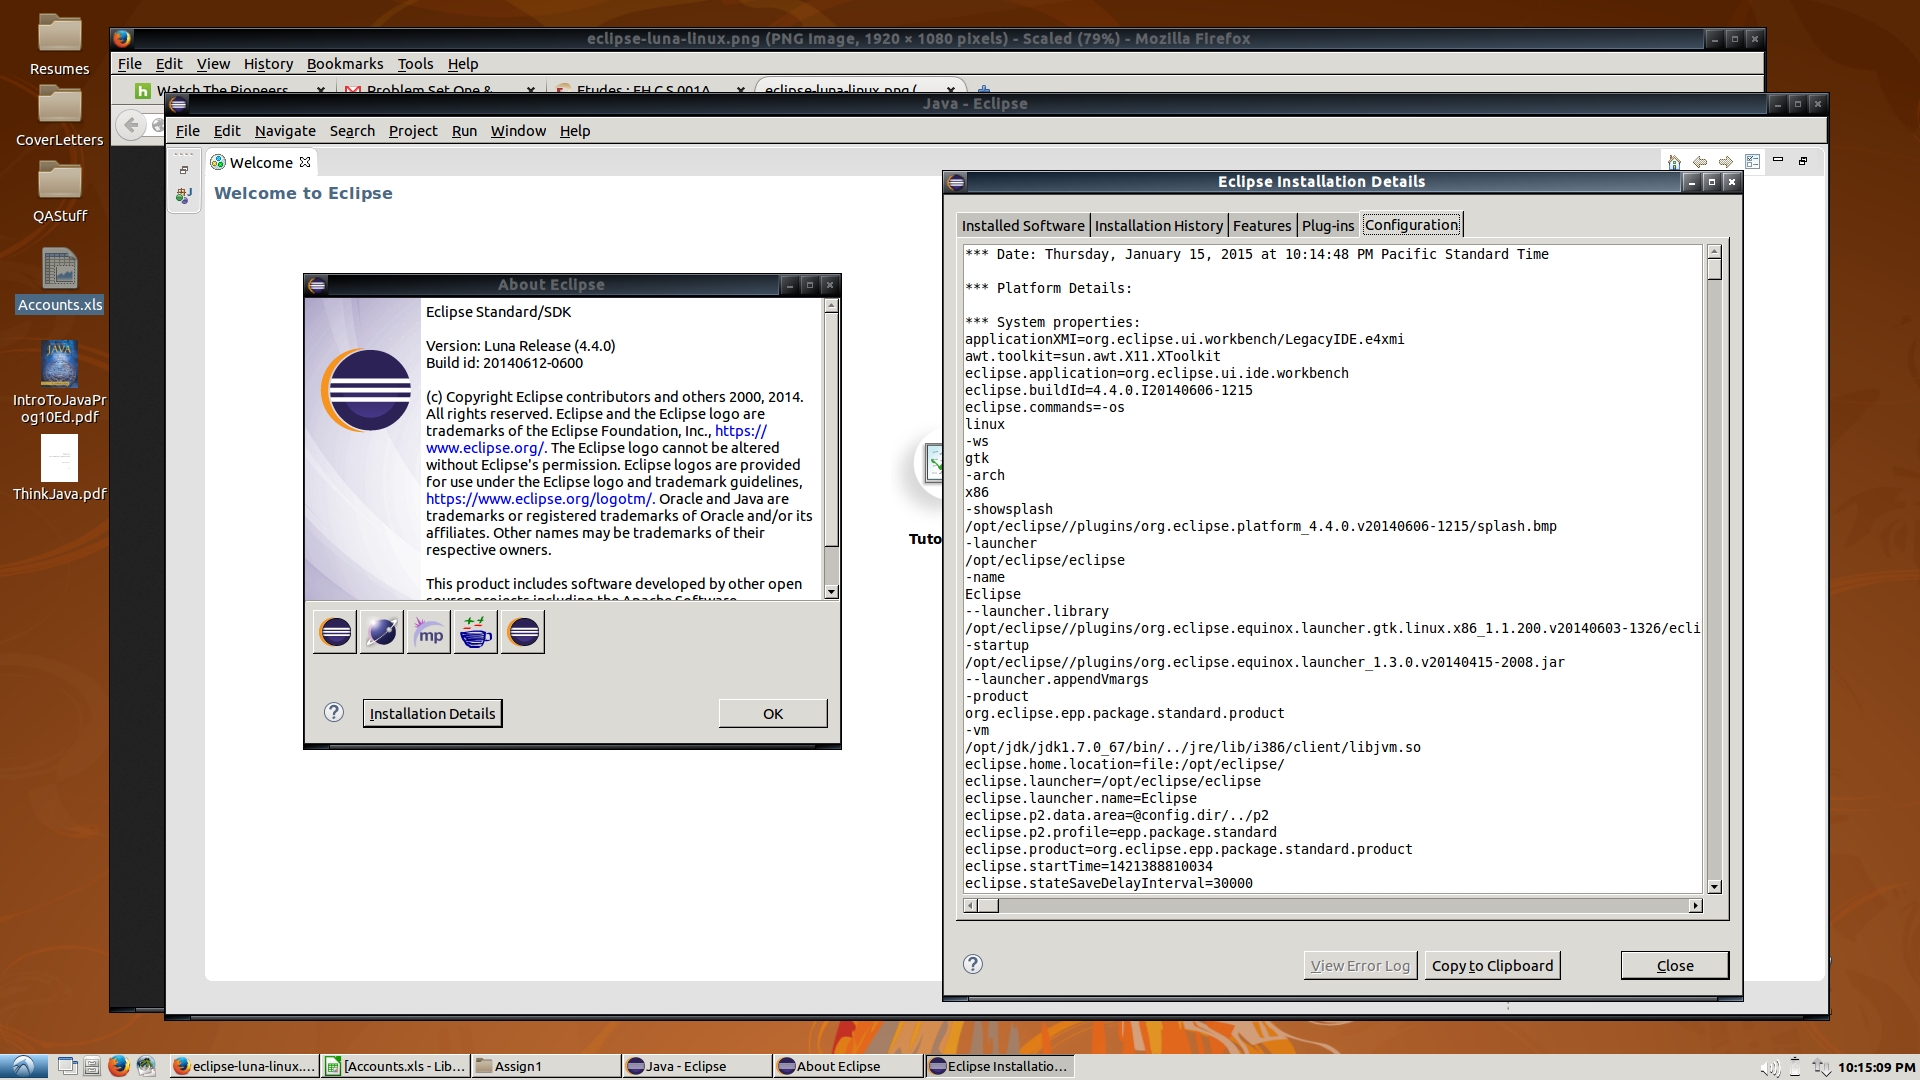 Resumes
CoverLetters
QAStuff
Accounts.xls
JAVA
IntroToJavaPr
og10Ed.pdf
ThinkJava.pdf
eclipse-luna-linux.png (PNG Image, 1920 × 1080 pixels) - Scaled (79%) - Mozilla Firefox
File Edit View History Bookmarks Tools Help
Watch The Pioneers
Problem Set One &
Etudes : FH C S 001A
eclipse-luna-linux.png (
Java - Eclipse
File Edit Navigate Search Project Run Window Help
Welcome
Welcome to Eclipse
Tuto
About Eclipse
Eclipse Standard/SDK
Version: Luna Release (4.4.0)
Build id: 20140612-0600
(c) Copyright Eclipse contributors and others 2000, 2014.
All rights reserved. Eclipse and the Eclipse logo are
trademarks of the Eclipse Foundation, Inc., https://
www.eclipse.org/. The Eclipse logo cannot be altered
without Eclipse's permission. Eclipse logos are provided
for use under the Eclipse logo and trademark guidelines,
https://www.eclipse.org/logotm/. Oracle and Java are
trademarks or registered trademarks of Oracle and/or its
affiliates. Other names may be trademarks of their
respective owners.
This product includes software developed by other open
source projects including the Apache Software
mp
Installation Details
OK
Eclipse Installation Details
Installed Software Installation History Features Plug-ins Configuration
*** Date: Thursday, January 15, 2015 at 10:14:48 PM Pacific Standard Time
*** Platform Details:
*** System properties:
applicationXMI=org.eclipse.ui.workbench/LegacyIDE.e4xmi
awt.toolkit=sun.awt.X11.XToolkit
eclipse.application=org.eclipse.ui.ide.workbench
eclipse.buildId=4.4.0.I20140606-1215
eclipse.commands=-os
linux
-ws
gtk
-arch
x86
-showsplash
/opt/eclipse//plugins/org.eclipse.platform_4.4.0.v20140606-1215/splash.bmp
-launcher
/opt/eclipse/eclipse
-name
Eclipse
--launcher.library
/opt/eclipse//plugins/org.eclipse.equinox.launcher.gtk.linux.x86_1.1.200.v20140603-1326/ecli
-startup
/opt/eclipse//plugins/org.eclipse.equinox.launcher_1.3.0.v20140415-2008.jar
--launcher.appendVmargs
-product
org.eclipse.epp.package.standard.product
-vm
/opt/jdk/jdk1.7.0_67/bin/../jre/lib/i386/client/libjvm.so
eclipse.home.location=file:/opt/eclipse/
eclipse.launcher=/opt/eclipse/eclipse
eclipse.launcher.name=Eclipse
eclipse.p2.data.area=@config.dir/../p2
eclipse.p2.profile=epp.package.standard
eclipse.product=org.eclipse.epp.package.standard.product
eclipse.startTime=1421388810034
eclipse.stateSaveDelayInterval=30000
View Error Log
Copy to Clipboard
Close
eclipse-luna-linux....
[Accounts.xls - Lib...
Assign1
Java - Eclipse
About Eclipse
Eclipse Installatio...
10:15:09 PM